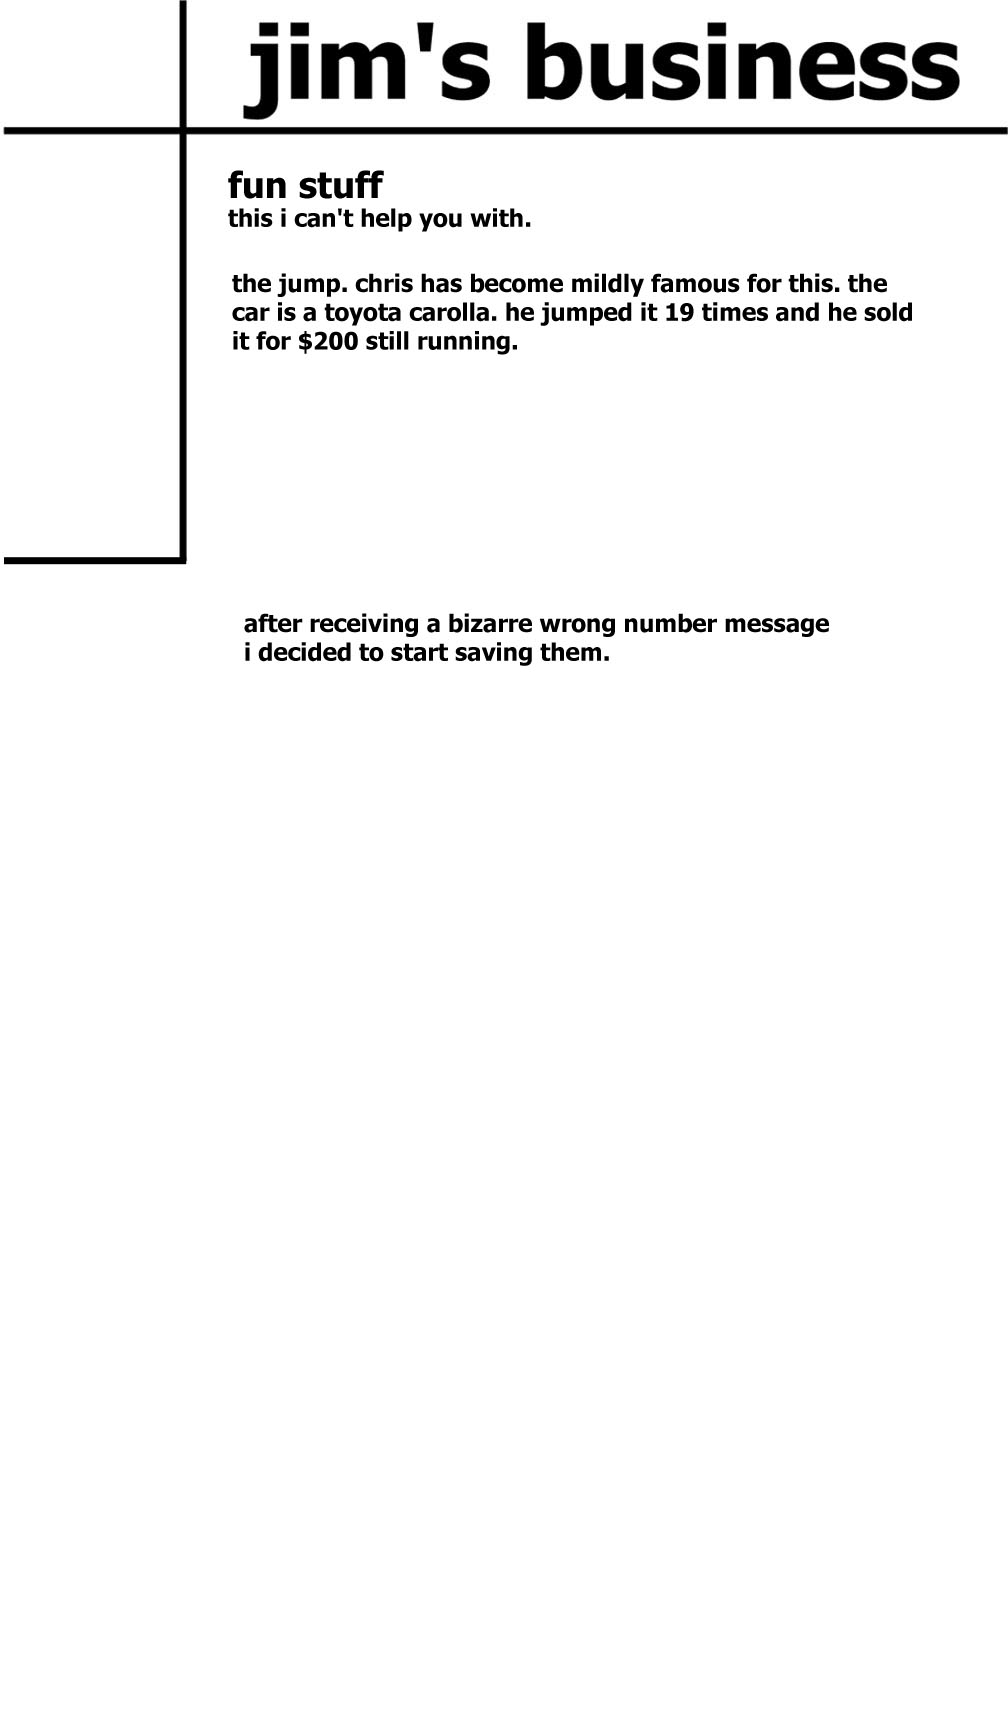 jim's business
fun stuff
this i can't help you with.
the jump. chris has become mildly famous for this. the
car is a toyota carolla. he jumped it 19 times and he sold
it for $200 still running.
after receiving a bizarre wrong number message
i decided to start saving them.